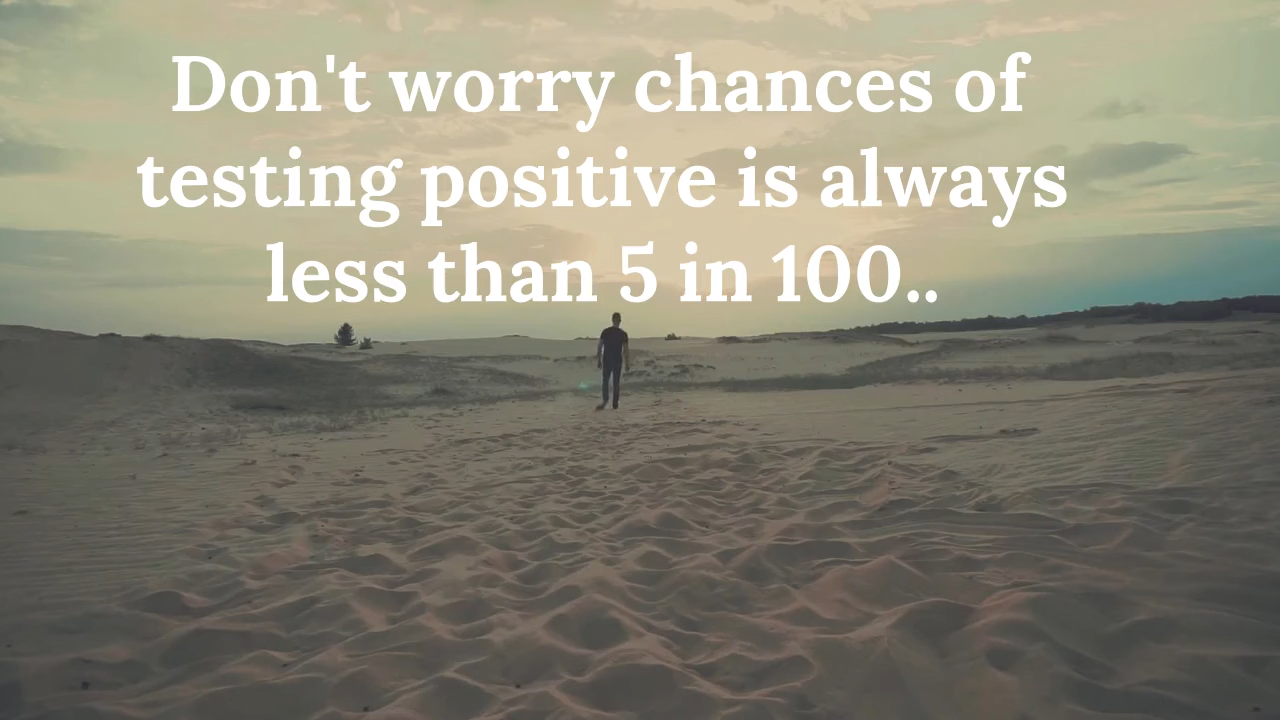 Don't worry chances of
testing positive is always
less than 5 in 100..